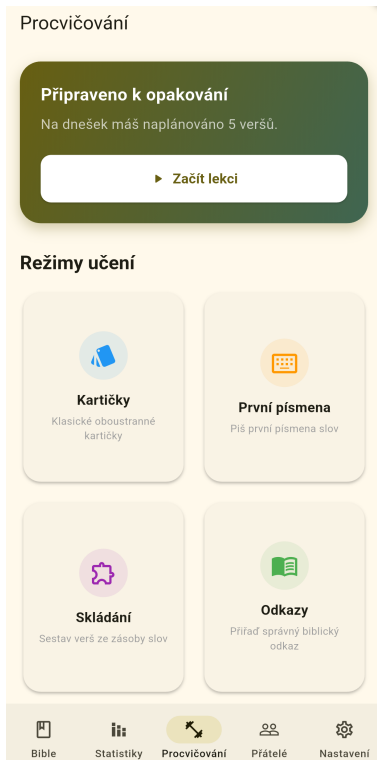 Procvičování
Připraveno k opakování
Na dnešek máš naplánováno 5 veršů.
Začít lekci
Režimy učení
Kartičky
Klasické oboustranné
kartičky
První písmena
Piš první písmena slov
Skládání
Sestav verš ze zásoby slov
Odkazy
Přiřaď správný biblický
odkaz
Bible
Statistiky
Procvičování
Přátelé
Nastavení